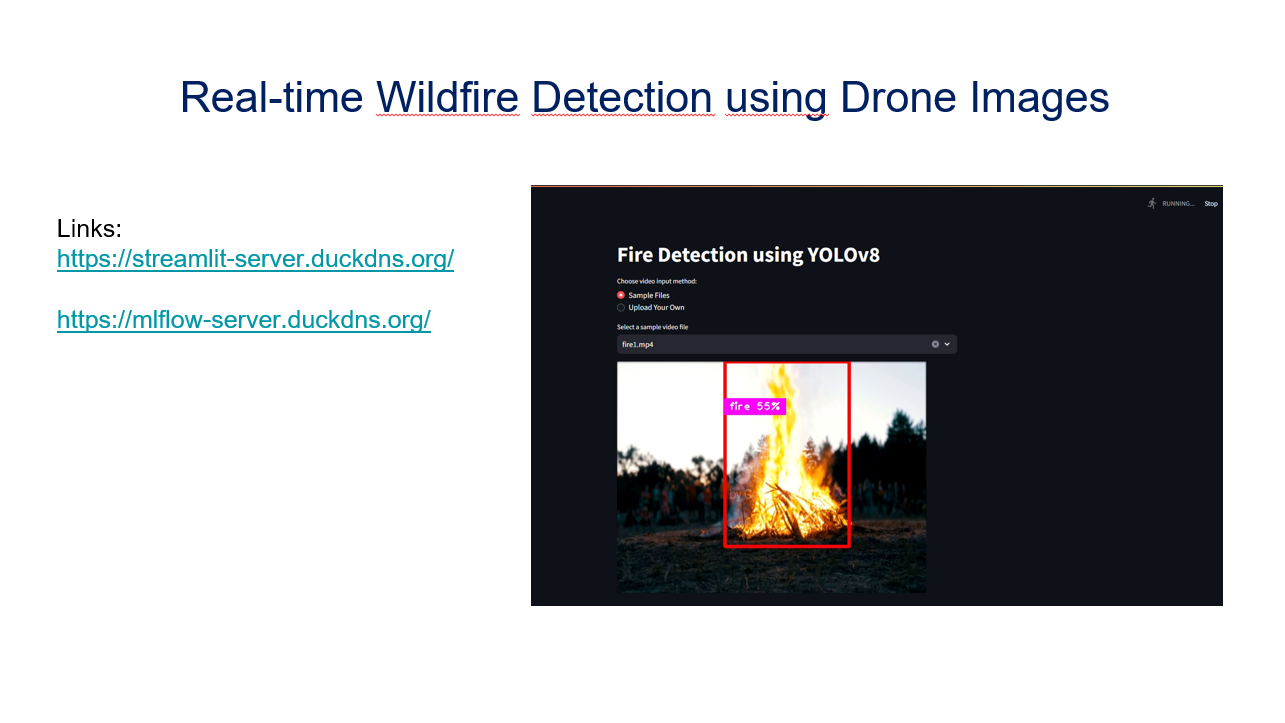 Real-time Wildfire Detection using Drone Images
Links:
https://streamlit-server.duckdns.org/
https://mlflow-server.duckdns.org/
RUNNING... Stop
Fire Detection using YOLOv8
Choose video input method:
Sample Files
Upload Your Own
Select a sample video file
fire1.mp4
fire 55%